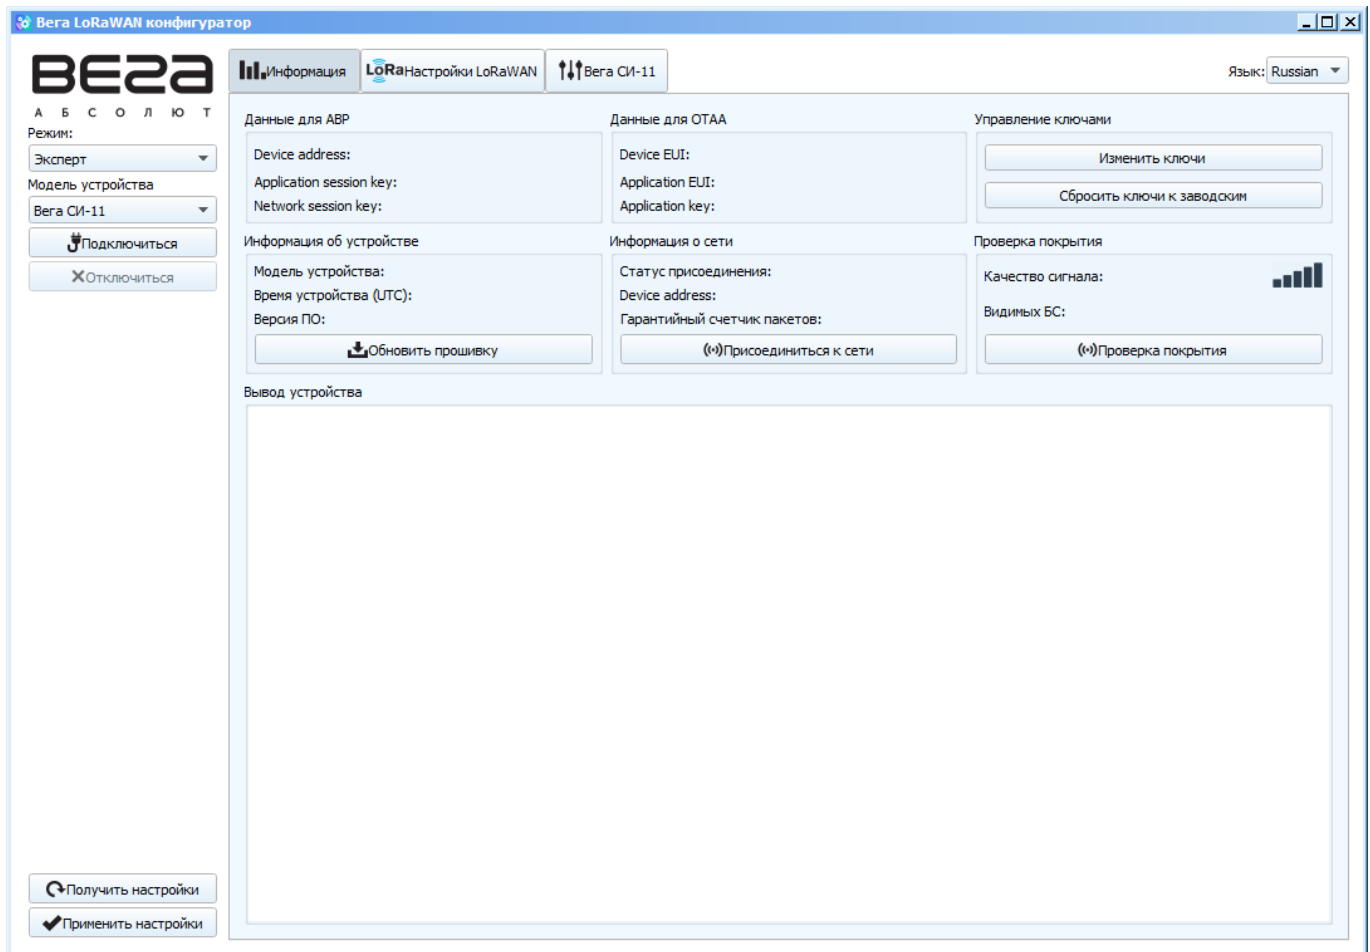 Вега LoRaWAN конфигуратор
ВЕГА
АБСОЛЮТ
Режим:
Эксперт
Модель устройства
Вега СИ-11
Подключиться
Отключиться
Получить настройки
Применить настройки
Информация
LoRa Настройки LoRaWAN
Вега СИ-11
Язык: Russian
Данные для ABP
Device address:
Application session key:
Network session key:
Данные для OTAA
Device EUI:
Application EUI:
Application key:
Управление ключами
Изменить ключи
Сбросить ключи к заводским
Информация об устройстве
Модель устройства:
Время устройства (UTC):
Версия ПО:
Обновить прошивку
Информация о сети
Статус присоединения:
Device address:
Гарантийный счетчик пакетов:
Присоединиться к сети
Проверка покрытия
Качество сигнала:
Видимых БС:
Проверка покрытия
Вывод устройства